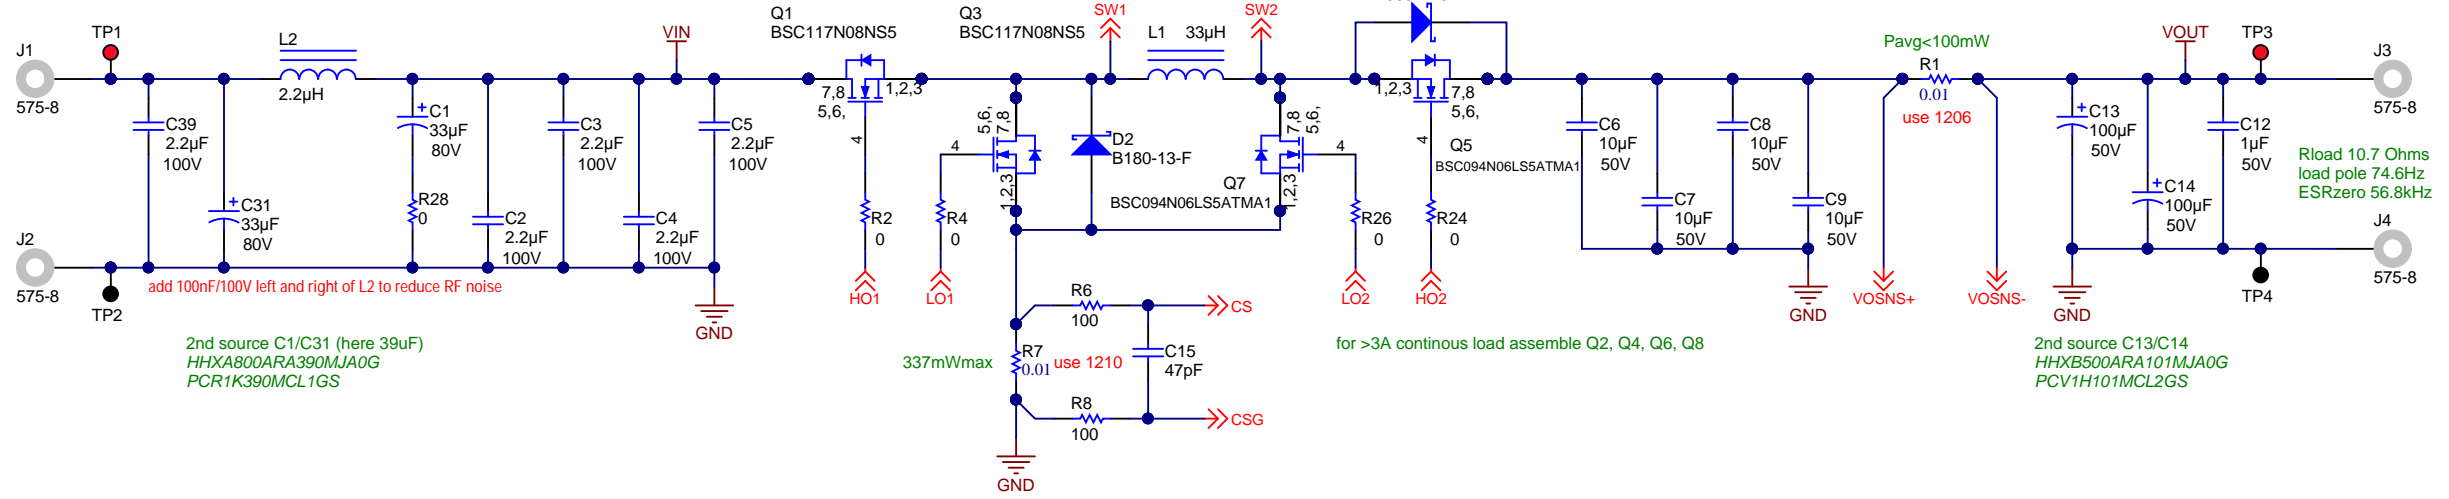 J1
575-8
TP1
J2
575-8
TP2
C39
2.2µF
100V
C31
33µF
80V
L2
2.2µH
C1
33µF
80V
R28
0
C2
2.2µF
100V
C3
2.2µF
100V
C4
2.2µF
100V
VIN
C5
2.2µF
100V
GND
add 100nF/100V left and right of L2 to reduce RF noise
2nd source C1/C31 (here 39uF)
HHXA800ARA390MJA0G
PCR1K390MCL1GS
Q1
BSC117N08NS5
7,8
5,6,
1,2,3
4
R2
0
HO1
Q3
BSC117N08NS5
5,6,
7,8
4
1,2,3
R4
0
LO1
SW1
D2
B180-13-F
L1 33µH
SW2
5,6,
7,8
4
1,2,3
Q7
BSC094N06LS5ATMA1
R26
0
LO2
1,2,3
7,8
5,6,
4
Q5
BSC094N06LS5ATMA1
R24
0
HO2
R6
100
CS
337mWmax
R7
0.01
use 1210
C15
47pF
R8
100
CSG
GND
for >3A continous load assemble Q2, Q4, Q6, Q8
C6
10µF
50V
C7
10µF
50V
C8
10µF
50V
C9
10µF
50V
GND
Pavg<100mW
R1
0.01
use 1206
VOSNS+
VOSNS-
C13
100µF
50V
C14
100µF
50V
VOUT
C12
1µF
50V
GND
TP3
J3
575-8
Rload 10.7 Ohms
load pole 74.6Hz
ESRzero 56.8kHz
J4
575-8
TP4
2nd source C13/C14
HHXB500ARA101MJA0G
PCV1H101MCL2GS